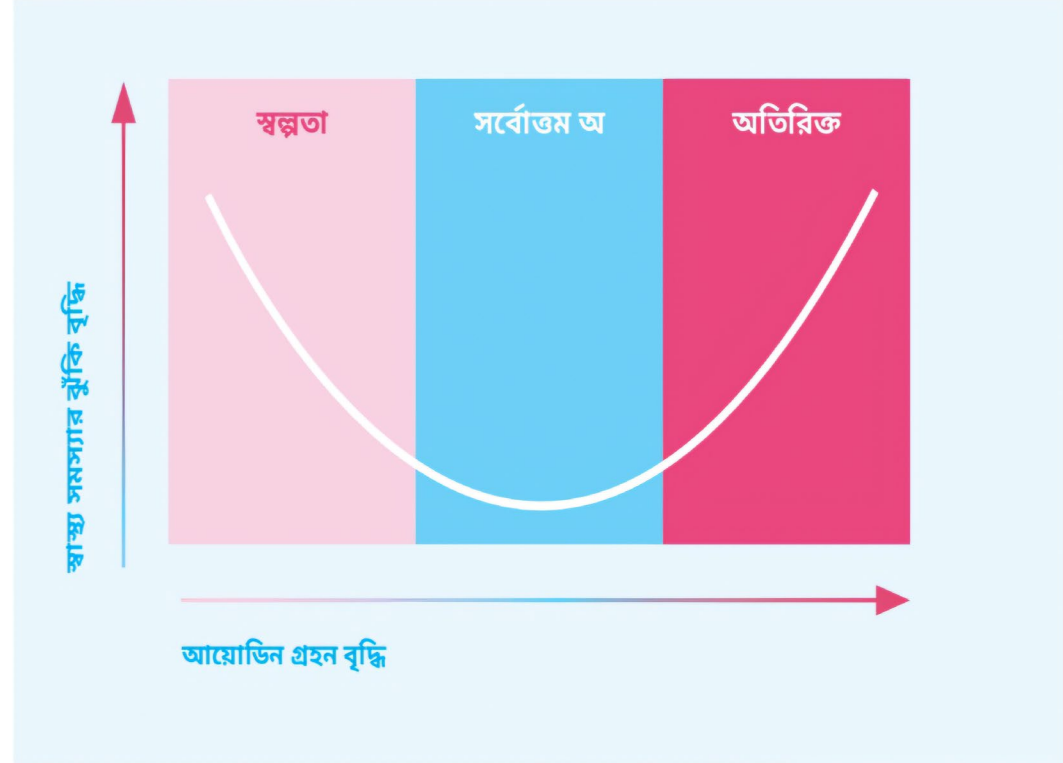 স্বল্পতা
সর্বোত্তম অ
অতিরিক্ত
স্বাস্থ্য সমস্যার ঝুঁকি বৃদ্ধি
আয়োডিন গ্রহন বৃদ্ধি